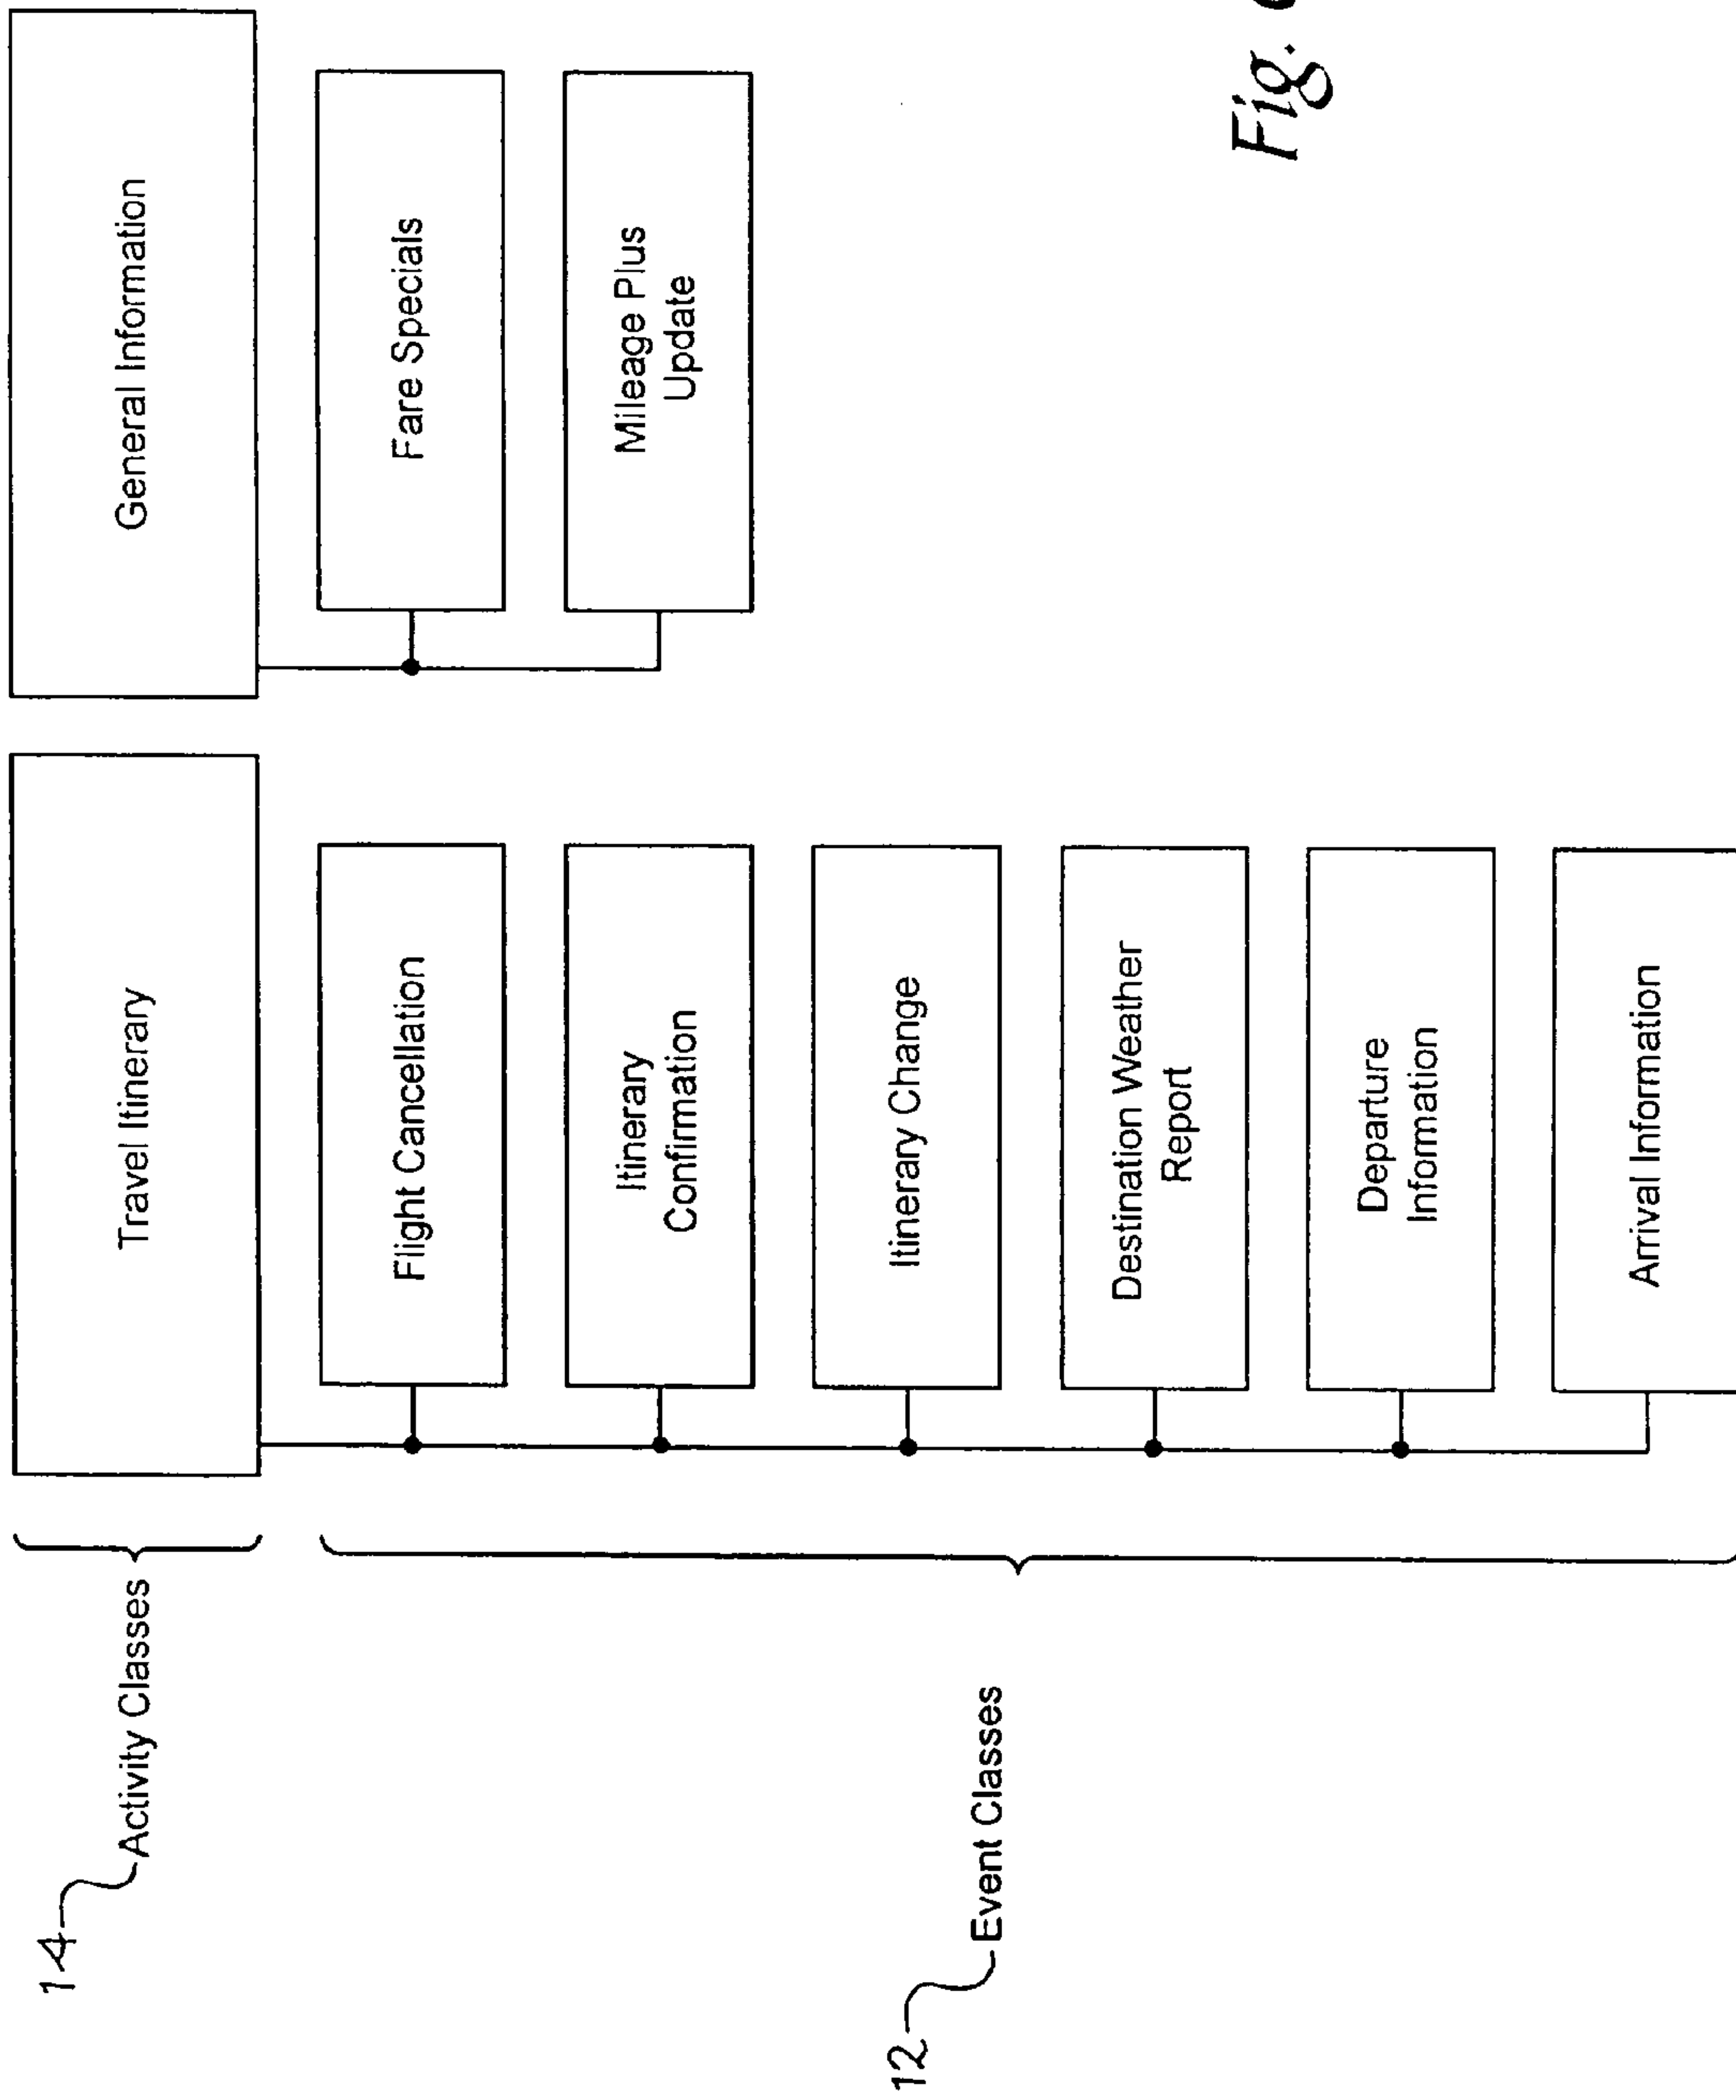 14
Activity Classes
Travel Itinerary
General Information
12
Event Classes
Flight Cancellation
Itinerary
Confirmation
Itinerary Change
Destination Weather
Report
Departure
Information
Arrival Information
Fare Specials
Mileage Plus
Update
Fig.